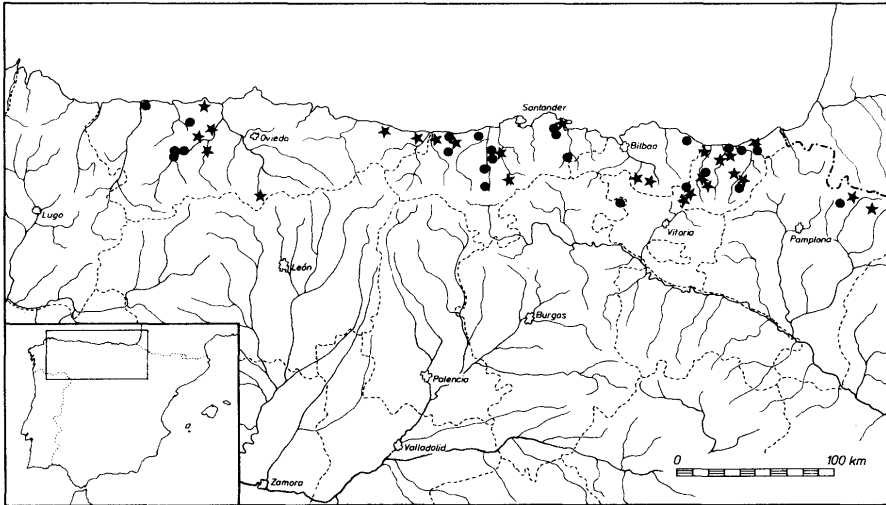 Santander
Oviedo
Bilbao
Lugo
Vitoria
Pamplona
León
Burgos
Palencia
Valladolid
Zamora
0 100 km